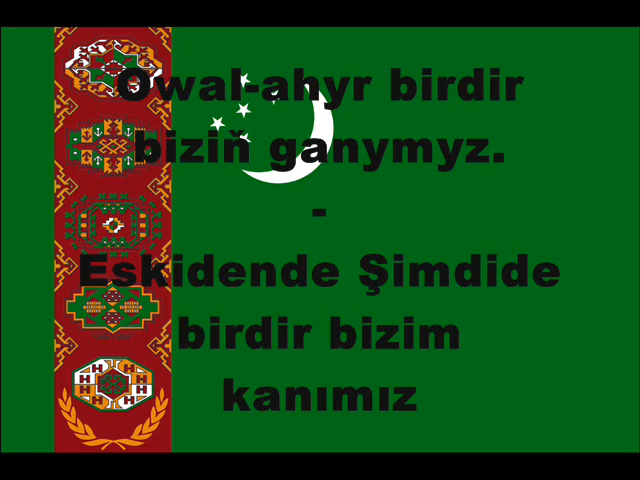 Owal-ahyr birdir
biziň ganymyz.
-
Eskidende Şimdide
birdir bizim
kanımız